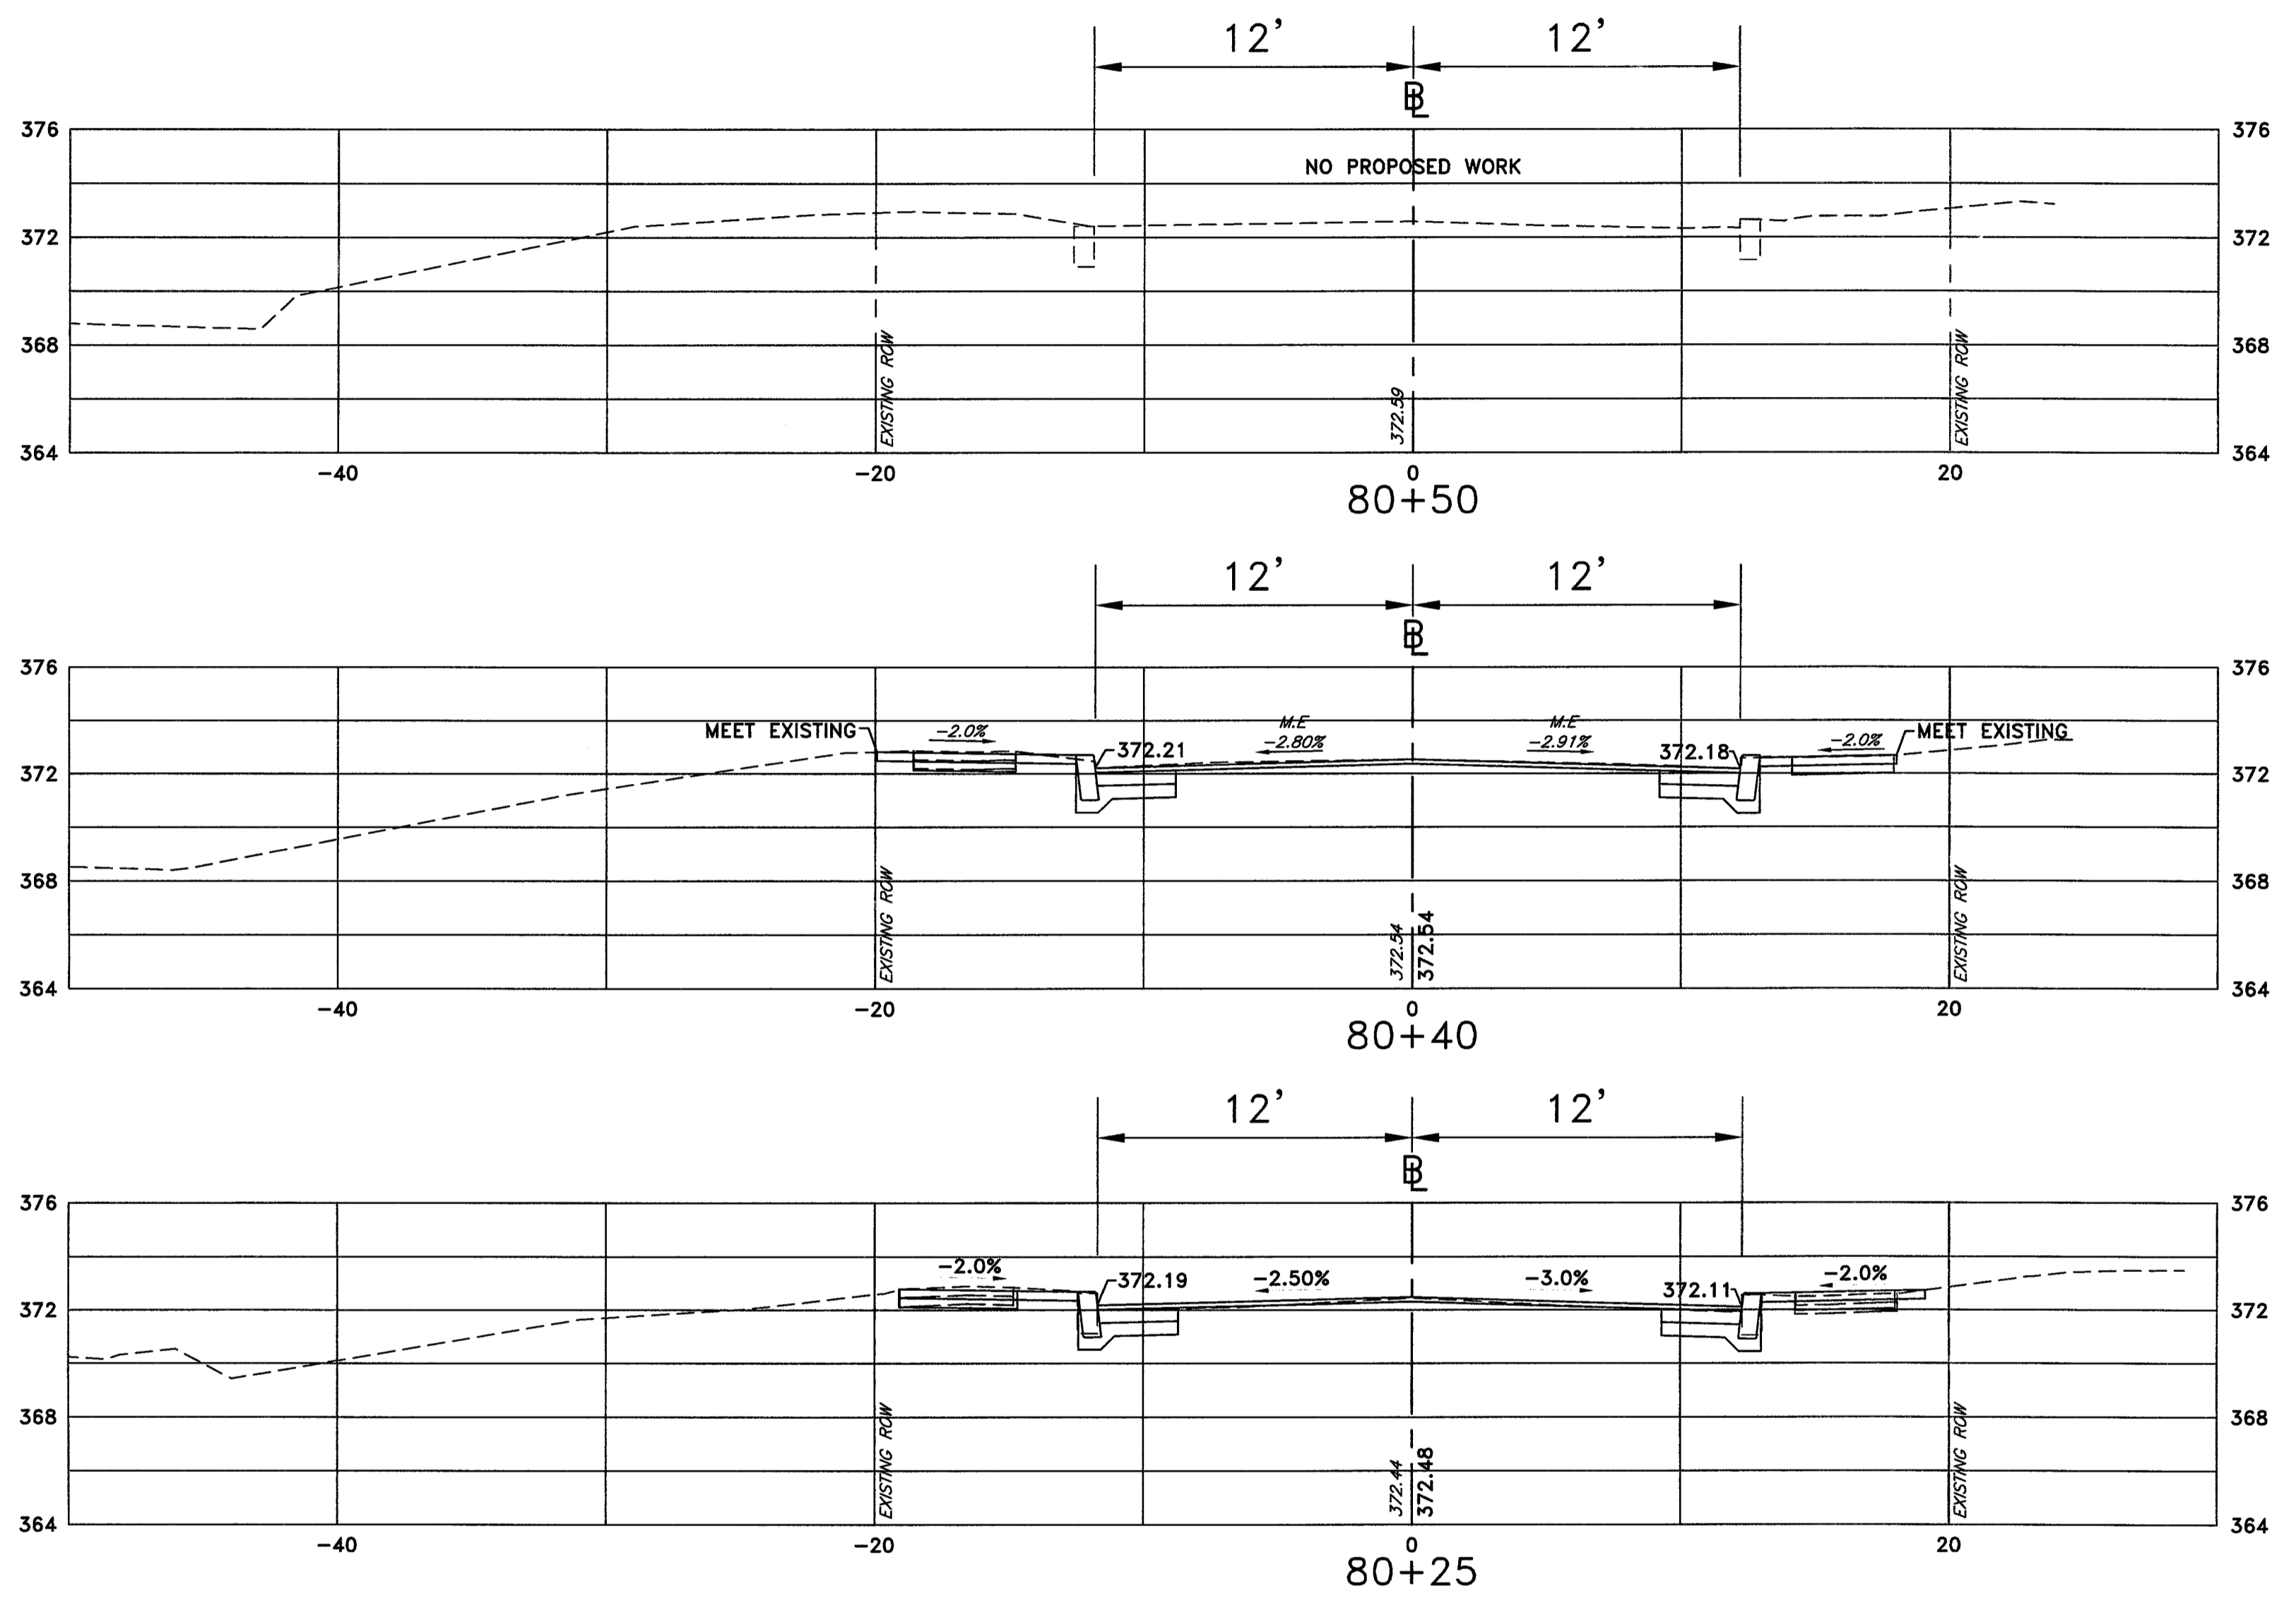 12' 12'
BL
376 376
NO PROPOSED WORK
372 372
368 368
EXISTING ROW 372.59 EXISTING ROW
364 364
-40 -20 0 20
80+50
12' 12'
BL
376 376
MEET EXISTING -2.0% M.E M.E -2.0% MEET EXISTING
372.21 -2.80% -2.91% 372.18
372 372
368 368
EXISTING ROW 372.54 372.54 EXISTING ROW
364 364
-40 -20 0 20
80+40
12' 12'
BL
376 376
-2.0% 372.19 -2.50% -3.0% 372.11 -2.0%
372 372
368 368
EXISTING ROW 372.44 372.48 EXISTING ROW
364 364
-40 -20 0 20
80+25